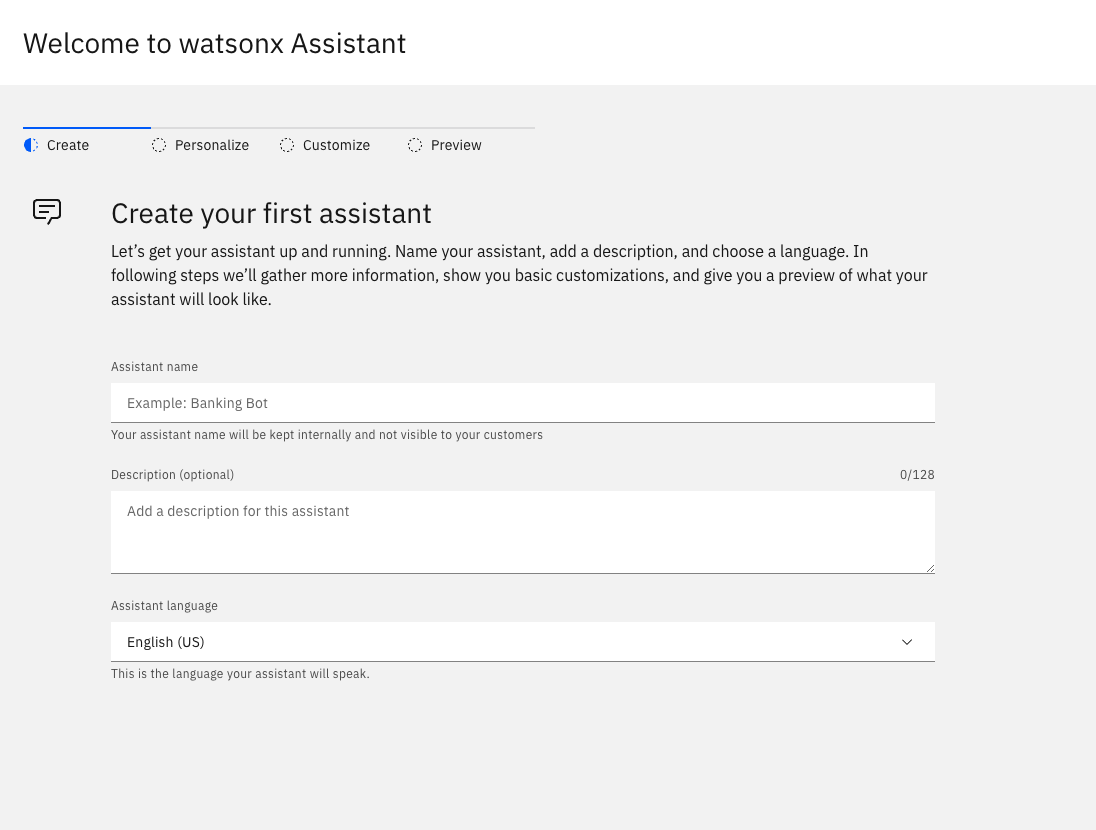 Welcome to watsonx Assistant
Create
Personalize
Customize
Preview
Create your first assistant
Let’s get your assistant up and running. Name your assistant, add a description, and choose a language. In
following steps we’ll gather more information, show you basic customizations, and give you a preview of what your
assistant will look like.
Assistant name
Example: Banking Bot
Your assistant name will be kept internally and not visible to your customers
Description (optional)
0/128
Add a description for this assistant
Assistant language
English (US)
This is the language your assistant will speak.